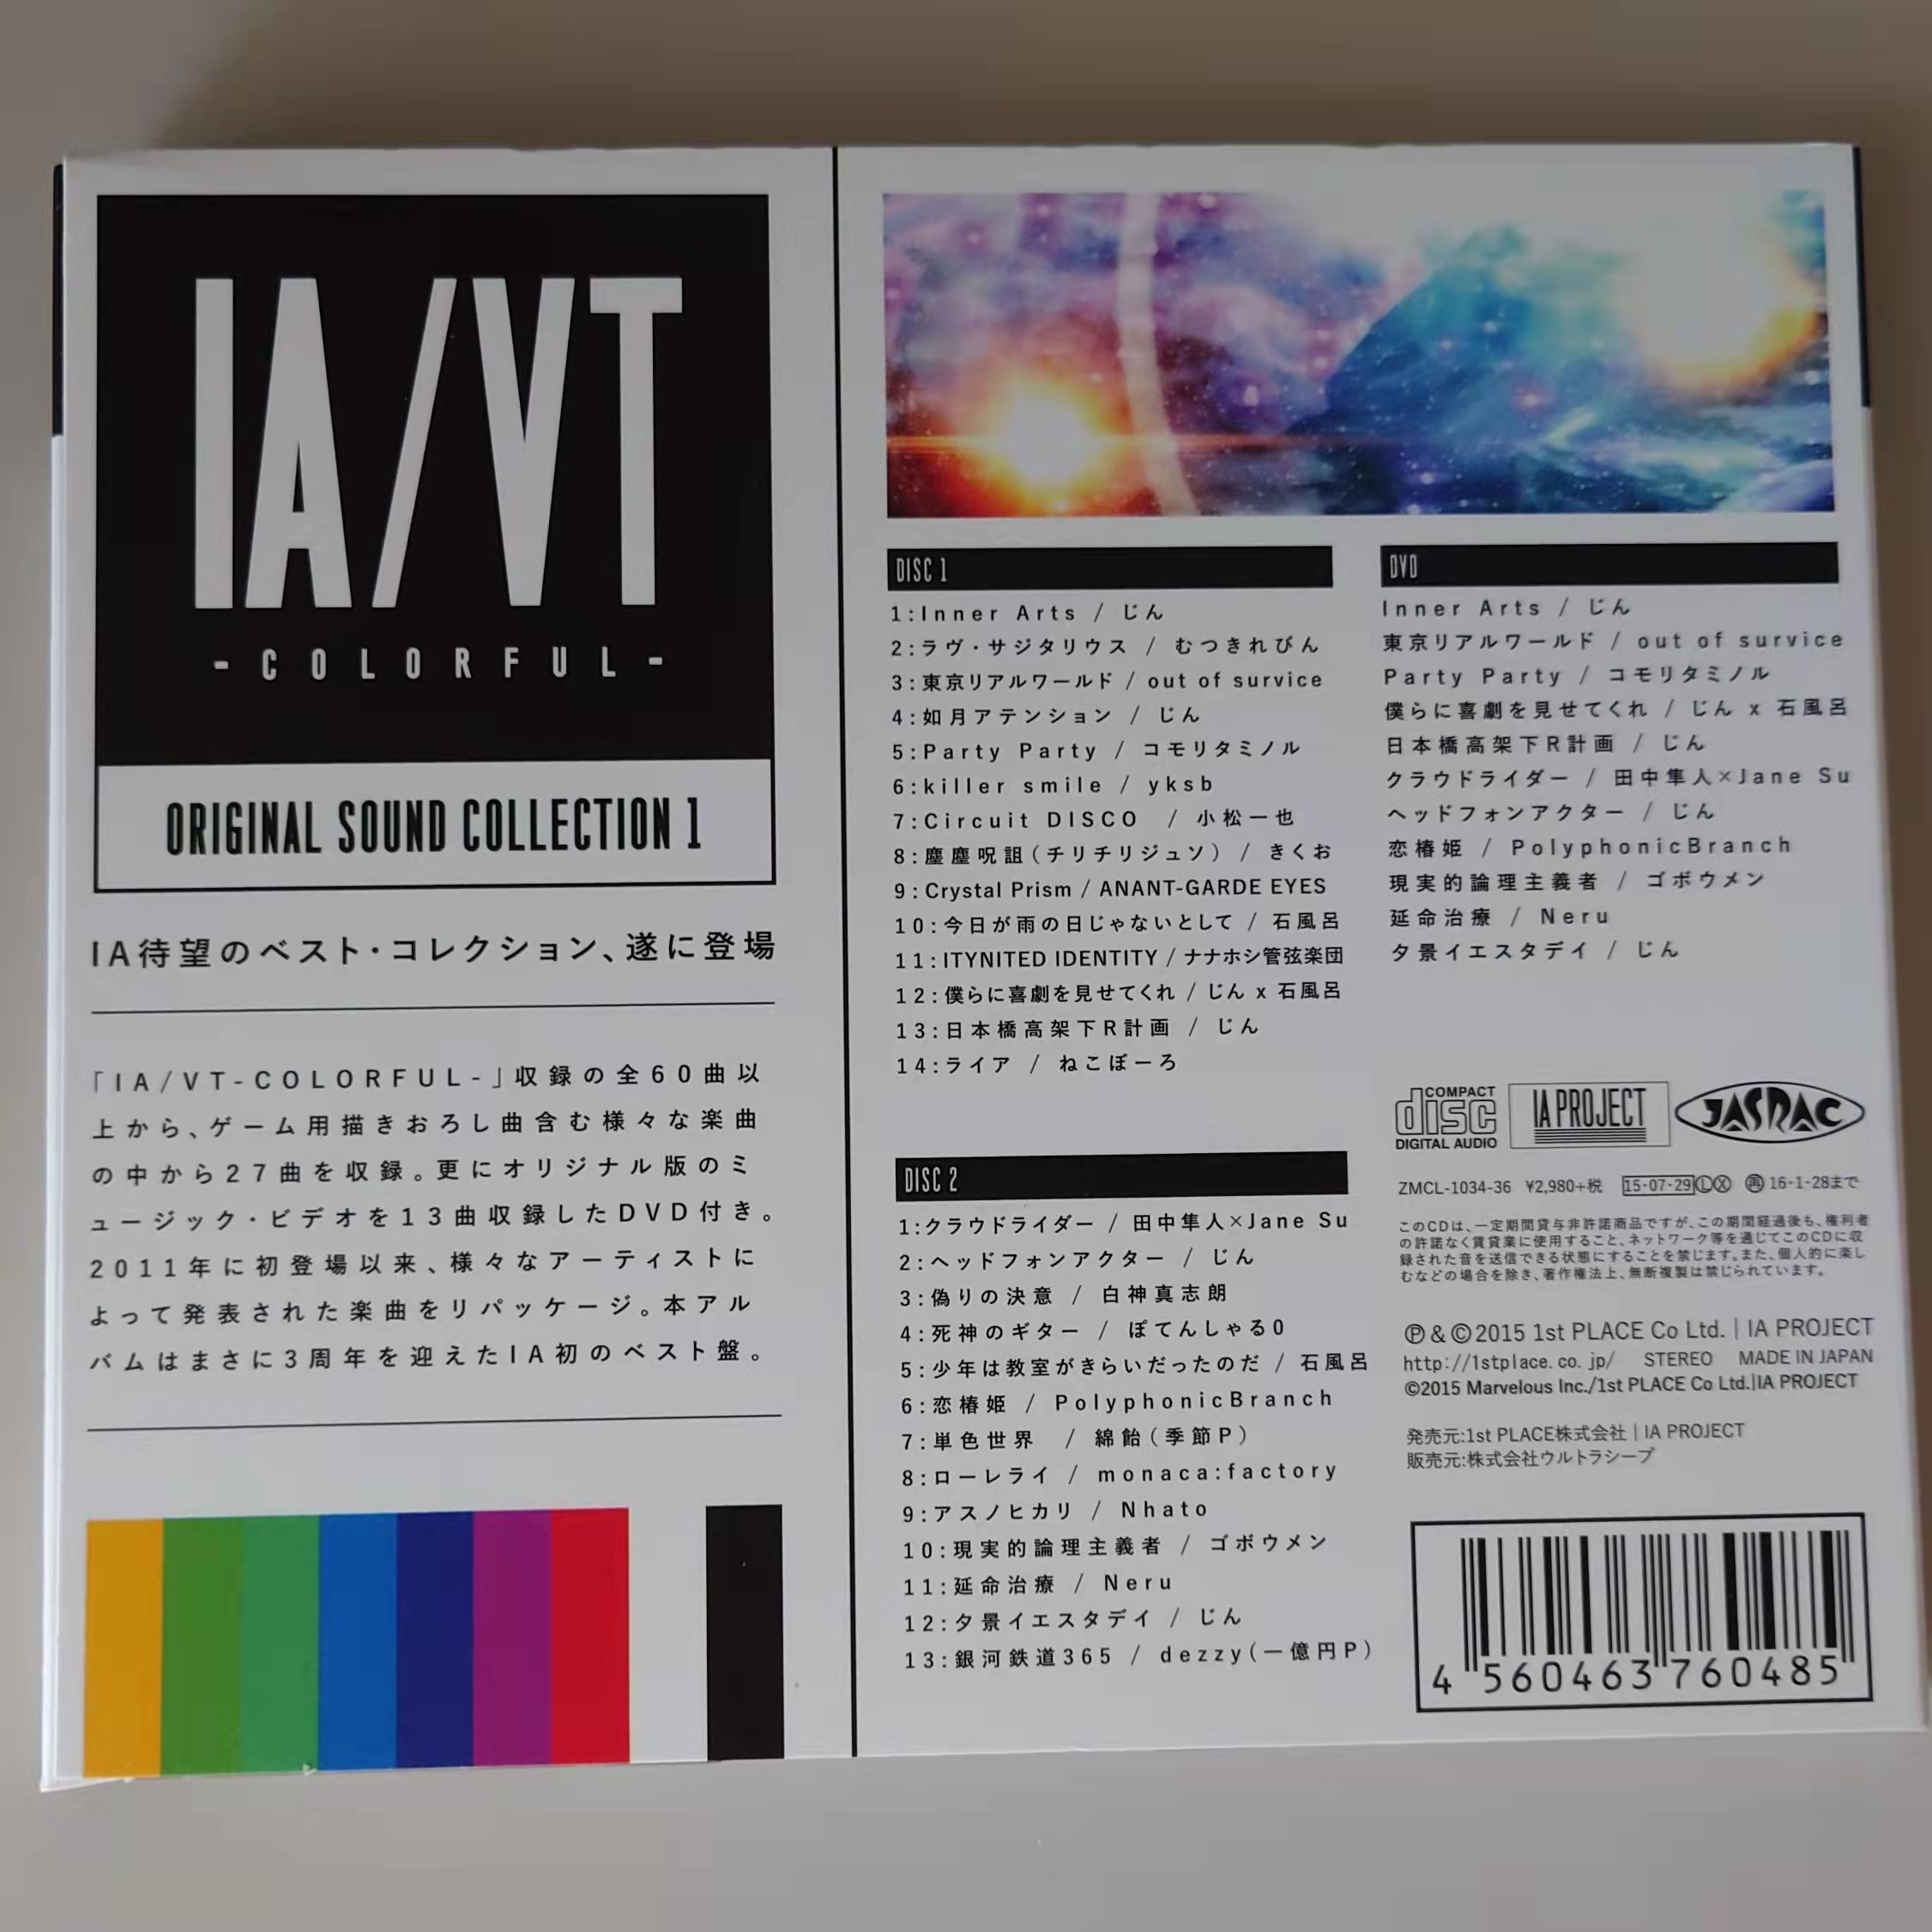 IA/VT
-COLORFUL-
ORIGINAL SOUND COLLECTION 1
IA待望のベスト・コレクション、遂に登場
「IA/VT-COLORFUL-」収録の全60曲以
上から、ゲーム用描きおろし曲含む様々な楽曲
の中から27曲を収録。更にオリジナル版のミ
ュージック・ビデオを13曲収録したDVD付き。
2011年に初登場以来、様々なアーティストに
よって発表された楽曲をリパッケージ。本アル
バムはまさに3周年を迎えたIA初のベスト盤。
DISC 1
1:Inner Arts / じん
2:ラヴ・サジタリウス / むつきれびん
3:東京リアルワールド / out of survice
4:如月アテンション / じん
5:Party Party / コモリタミノル
6:killer smile / yksb
7:Circuit DISCO / 小松一也
8:塵塵呪詛(チリチリジュソ) / きくお
9:Crystal Prism / ANANT-GARDE EYES
10:今日が雨の日じゃないとして / 石風呂
11:ITYNITED IDENTITY / ナナホシ管弦楽団
12:僕らに喜劇を見せてくれ / じん x 石風呂
13:日本橋高架下R計画 / じん
14:ライア / ねこぼーろ
DISC 2
1:クラウドライダー / 田中隼人×Jane Su
2:ヘッドフォンアクター / じん
3:偽りの決意 / 白神真志朗
4:死神のギター / ぽてんしゃる0
5:少年は教室がきらいだったのだ / 石風呂
6:恋椿姫 / PolyphonicBranch
7:単色世界 / 綿飴(季節P)
8:ローレライ / monaca:factory
9:アスノヒカリ / Nhato
10:現実的論理主義者 / ゴボウメン
11:延命治療 / Neru
12:夕景イエスタデイ / じん
13:銀河鉄道365 / dezzy(一億円P)
DVD
Inner Arts / じん
東京リアルワールド / out of survice
Party Party / コモリタミノル
僕らに喜劇を見せてくれ / じん x 石風呂
日本橋高架下R計画 / じん
クラウドライダー / 田中隼人×Jane Su
ヘッドフォンアクター / じん
恋椿姫 / PolyphonicBranch
現実的論理主義者 / ゴボウメン
延命治療 / Neru
夕景イエスタデイ / じん
COMPACT disc DIGITAL AUDIO IA PROJECT JASRAC
ZMCL-1034-36 ¥2,980+税 15・07・29ⓁⓍ ㊢16・1・28まで
このCDは、一定期間貸与非許諾商品ですが、この期間経過後も、権利者
の許諾なく賃貸業に使用すること、ネットワーク等を通じてこのCDに収
録された音を送信できる状態にすることを禁じます。また、個人的に楽し
むなどの場合を除き、著作権法上、無断複製は禁じられています。
Ⓟ&©2015 1st PLACE Co Ltd. | IA PROJECT
http://1stplace.co.jp/ STEREO MADE IN JAPAN
©2015 Marvelous Inc./1st PLACE Co Ltd.|IA PROJECT
発売元:1st PLACE株式会社 | IA PROJECT
販売元:株式会社ウルトラシープ
4 560463 760485